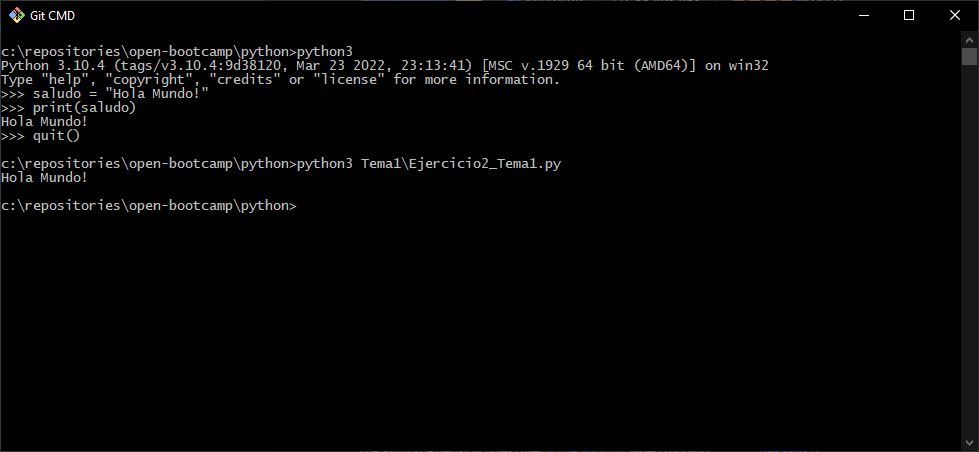 Git CMD
c:\repositories\open-bootcamp\python>python3
Python 3.10.4 (tags/v3.10.4:9d38120, Mar 23 2022, 23:13:41) [MSC v.1929 64 bit (AMD64)] on win32
Type "help", "copyright", "credits" or "license" for more information.
>>> saludo = "Hola Mundo!"
>>> print(saludo)
Hola Mundo!
>>> quit()
c:\repositories\open-bootcamp\python>python3 Tema1\Ejercicio2_Tema1.py
Hola Mundo!
c:\repositories\open-bootcamp\python>